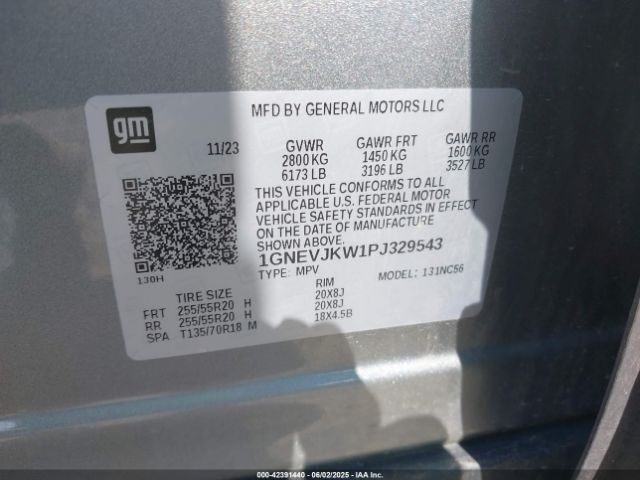 gm
MFD BY GENERAL MOTORS LLC
11/23
GVWR GAWR FRT GAWR RR
2800 KG 1450 KG 1600 KG
6173 LB 3196 LB 3527 LB
THIS VEHICLE CONFORMS TO ALL
APPLICABLE U.S. FEDERAL MOTOR
VEHICLE SAFETY STANDARDS IN EFFECT
ON THE DATE OF MANUFACTURE
SHOWN ABOVE.
1GNEVJKW1PJ329543
TYPE: MPV MODEL: 131NC56
130H
TIRE SIZE RIM
FRT 255/55R20 H 20X8J
RR 255/55R20 H 20X8J
SPA T135/70R18 M 18X4.5B
000-42391440 - 06/02/2025 - IAA, Inc.